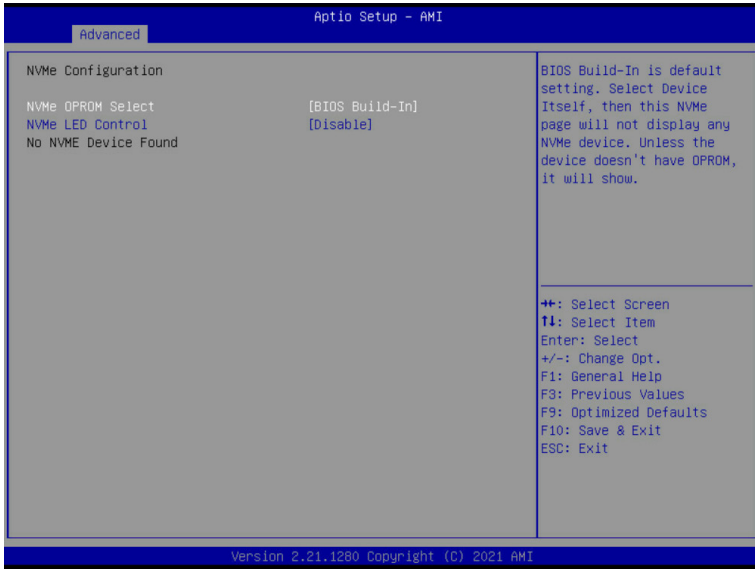 Aptio Setup - AMI
Advanced
NVMe Configuration
NVMe OPROM Select [BIOS Build-In]
NVMe LED Control [Disable]
No NVME Device Found
BIOS Build-In is default
setting. Select Device
Itself, then this NVMe
page will not display any
NVMe device. Unless the
device doesn't have OPROM,
it will show.
→←: Select Screen
↑↓: Select Item
Enter: Select
+/-: Change Opt.
F1: General Help
F3: Previous Values
F9: Optimized Defaults
F10: Save & Exit
ESC: Exit
Version 2.21.1280 Copyright (C) 2021 AMI